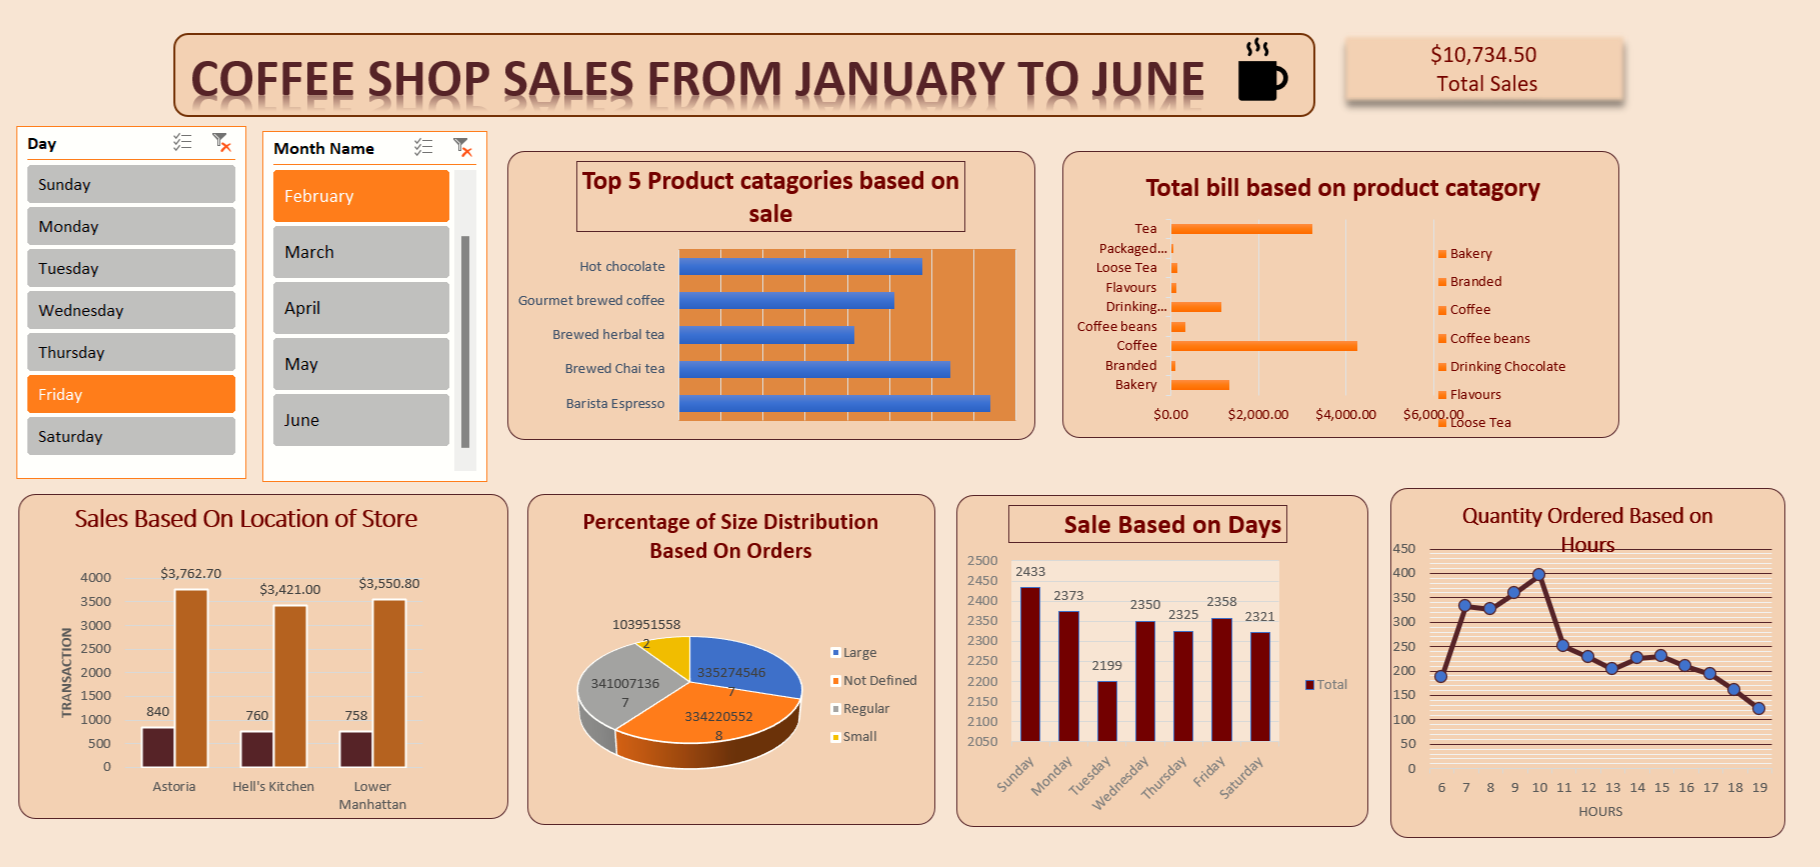 COFFEE SHOP SALES FROM JANUARY TO JUNE
$10,734.50
Total Sales
Day
Sunday
Monday
Tuesday
Wednesday
Thursday
Friday
Saturday
Month Name
February
March
April
May
June
Top 5 Product catagories based on
sale
Hot chocolate
Gourmet brewed coffee
Brewed herbal tea
Brewed Chai tea
Barista Espresso
Total bill based on product catagory
Tea
Packaged...
Loose Tea
Flavours
Drinking...
Coffee beans
Coffee
Branded
Bakery
$0.00 $2,000.00 $4,000.00 $6,000.00
Bakery
Branded
Coffee
Coffee beans
Drinking Chocolate
Flavours
Loose Tea
Sales Based On Location of Store
TRANSACTION
4000
3500
3000
2500
2000
1500
1000
500
0
$3,762.70
$3,421.00
$3,550.80
840
760
758
Astoria
Hell's Kitchen
Lower
Manhattan
Percentage of Size Distribution
Based On Orders
103951558
2
335274546
7
341007136
7
334220552
8
Large
Not Defined
Regular
Small
Sale Based on Days
2500
2450
2400
2350
2300
2250
2200
2150
2100
2050
2433
2373
2199
2350
2325
2358
2321
Sunday
Monday
Tuesday
Wednesday
Thursday
Friday
Saturday
Total
Quantity Ordered Based on
Hours
450
400
350
300
250
200
150
100
50
0
6 7 8 9 10 11 12 13 14 15 16 17 18 19
HOURS